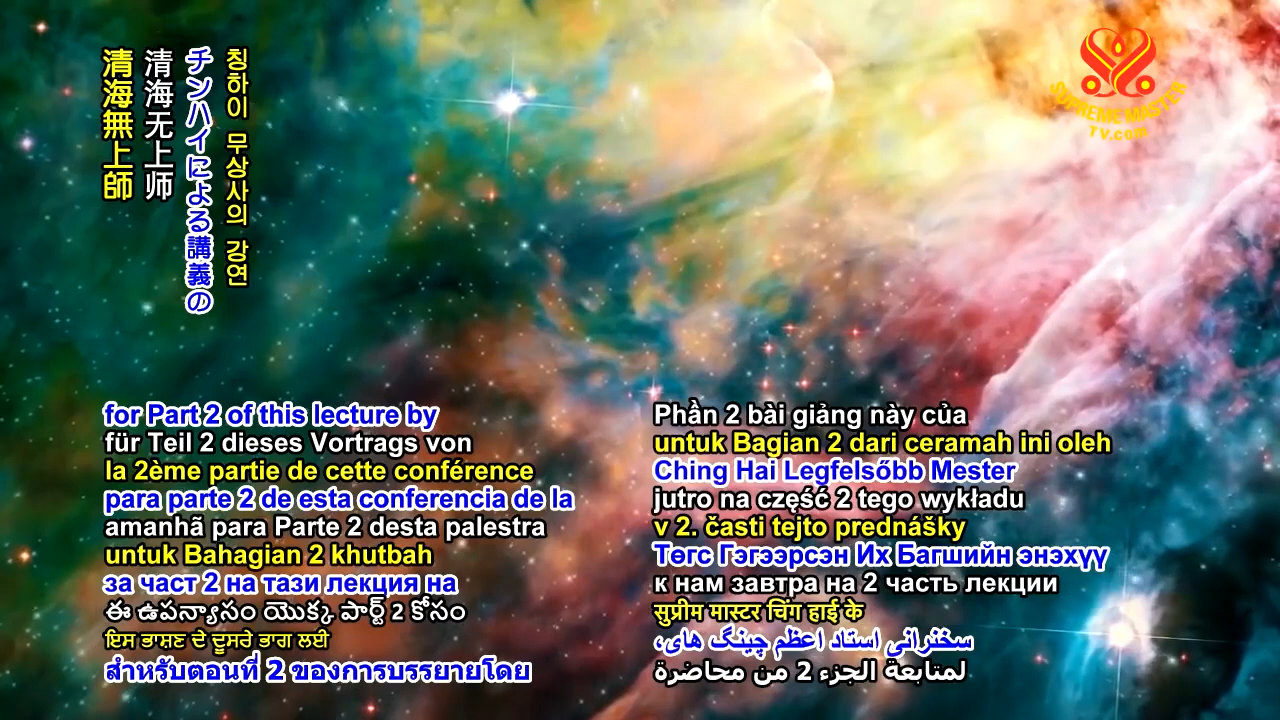 清海無上師
清海无上师
チンハイによる講義の
칭하이 무상사의 강연
SUPREME MASTER
TV.com
for Part 2 of this lecture by
für Teil 2 dieses Vortrags von
la 2ème partie de cette conférence
para parte 2 de esta conferencia de la
amanhã para Parte 2 desta palestra
untuk Bahagian 2 khutbah
за част 2 на тази лекция на
ఈ ఉపన్యాసం యొక్క పార్ట్ 2 కోసం
ਇਸ ਭਾਸ਼ਣ ਦੇ ਦੂਸਰੇ ਭਾਗ ਲਈ
สำหรับตอนที่ 2 ของการบรรยายโดย
Phần 2 bài giảng này của
untuk Bagian 2 dari ceramah ini oleh
Ching Hai Legfelsőbb Mester
jutro na część 2 tego wykładu
v 2. časti tejto prednášky
Төгс Гэгээрсэн Их Багшийн энэхүү
к нам завтра на 2 часть лекции
सुप्रीम मास्टर चिंग हाई के
سخنرانی استاد اعظم چینگ های،
لمتابعة الجزء 2 من محاضرة